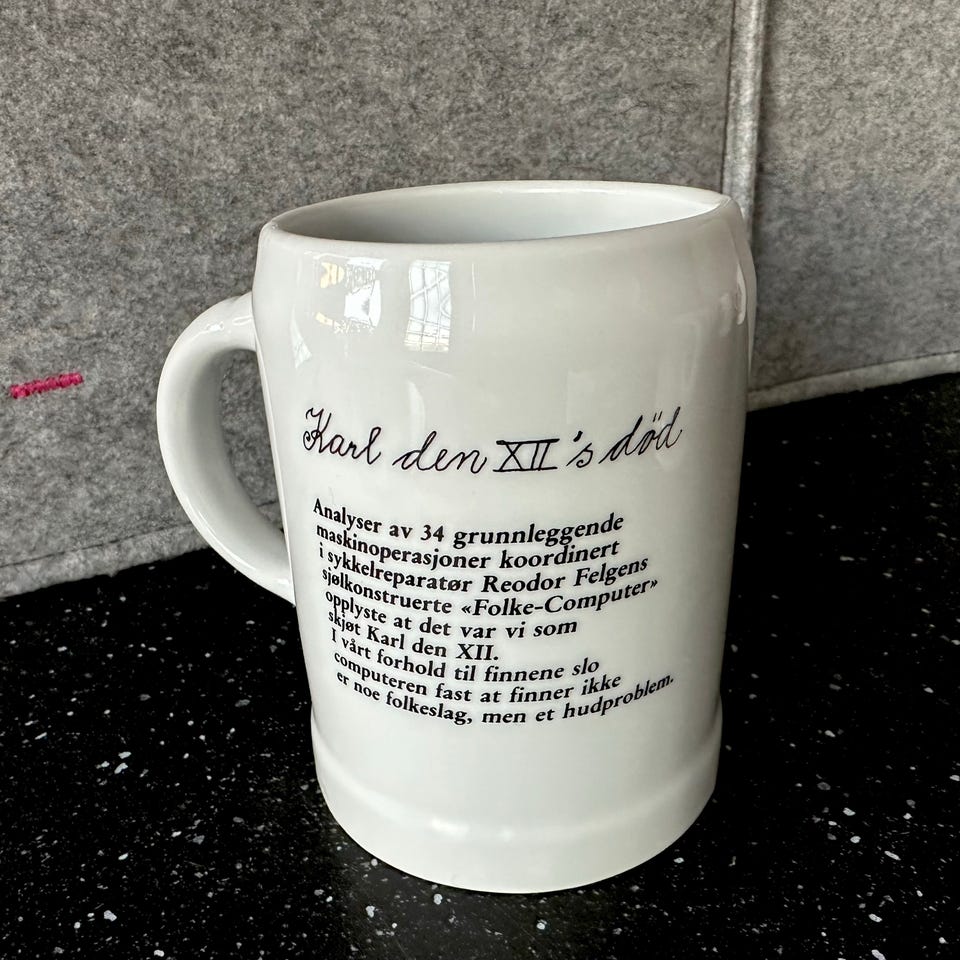 Karl den XII's död
Analyser av 34 grunnleggende
maskinoperasjoner koordinert
i sykkelreparatør Reodor Felgens
sjølkonstruerte «Folke-Computer»
opplyste at det var vi som
skjøt Karl den XII.
I vårt forhold til finnene slo
computeren fast at finner ikke
er noe folkeslag, men et hudproblem.